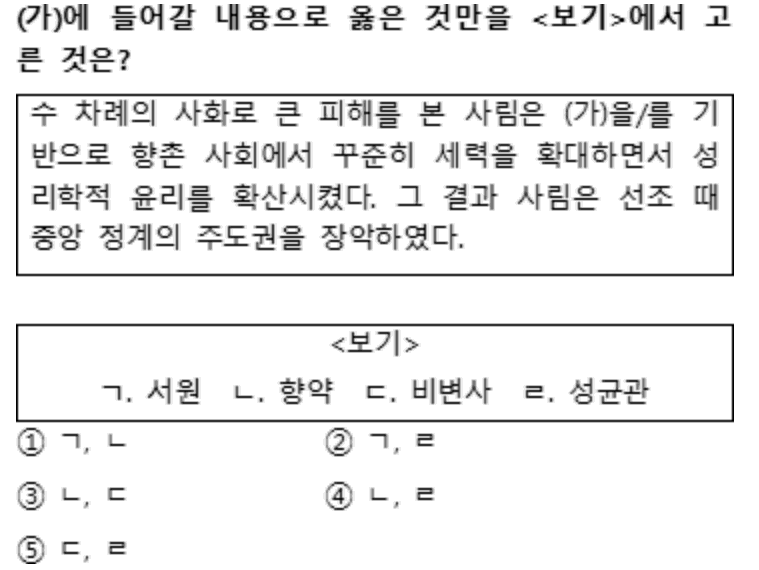 (가)에 들어갈 내용으로 옳은 것만을 <보기>에서 고
른 것은?
수 차례의 사화로 큰 피해를 본 사림은 (가)을/를 기
반으로 향촌 사회에서 꾸준히 세력을 확대하면서 성
리학적 윤리를 확산시켰다. 그 결과 사림은 선조 때
중앙 정계의 주도권을 장악하였다.
<보기>
ㄱ. 서원 ㄴ. 향약 ㄷ. 비변사 ㄹ. 성균관
① ㄱ, ㄴ ② ㄱ, ㄹ
③ ㄴ, ㄷ ④ ㄴ, ㄹ
⑤ ㄷ, ㄹ